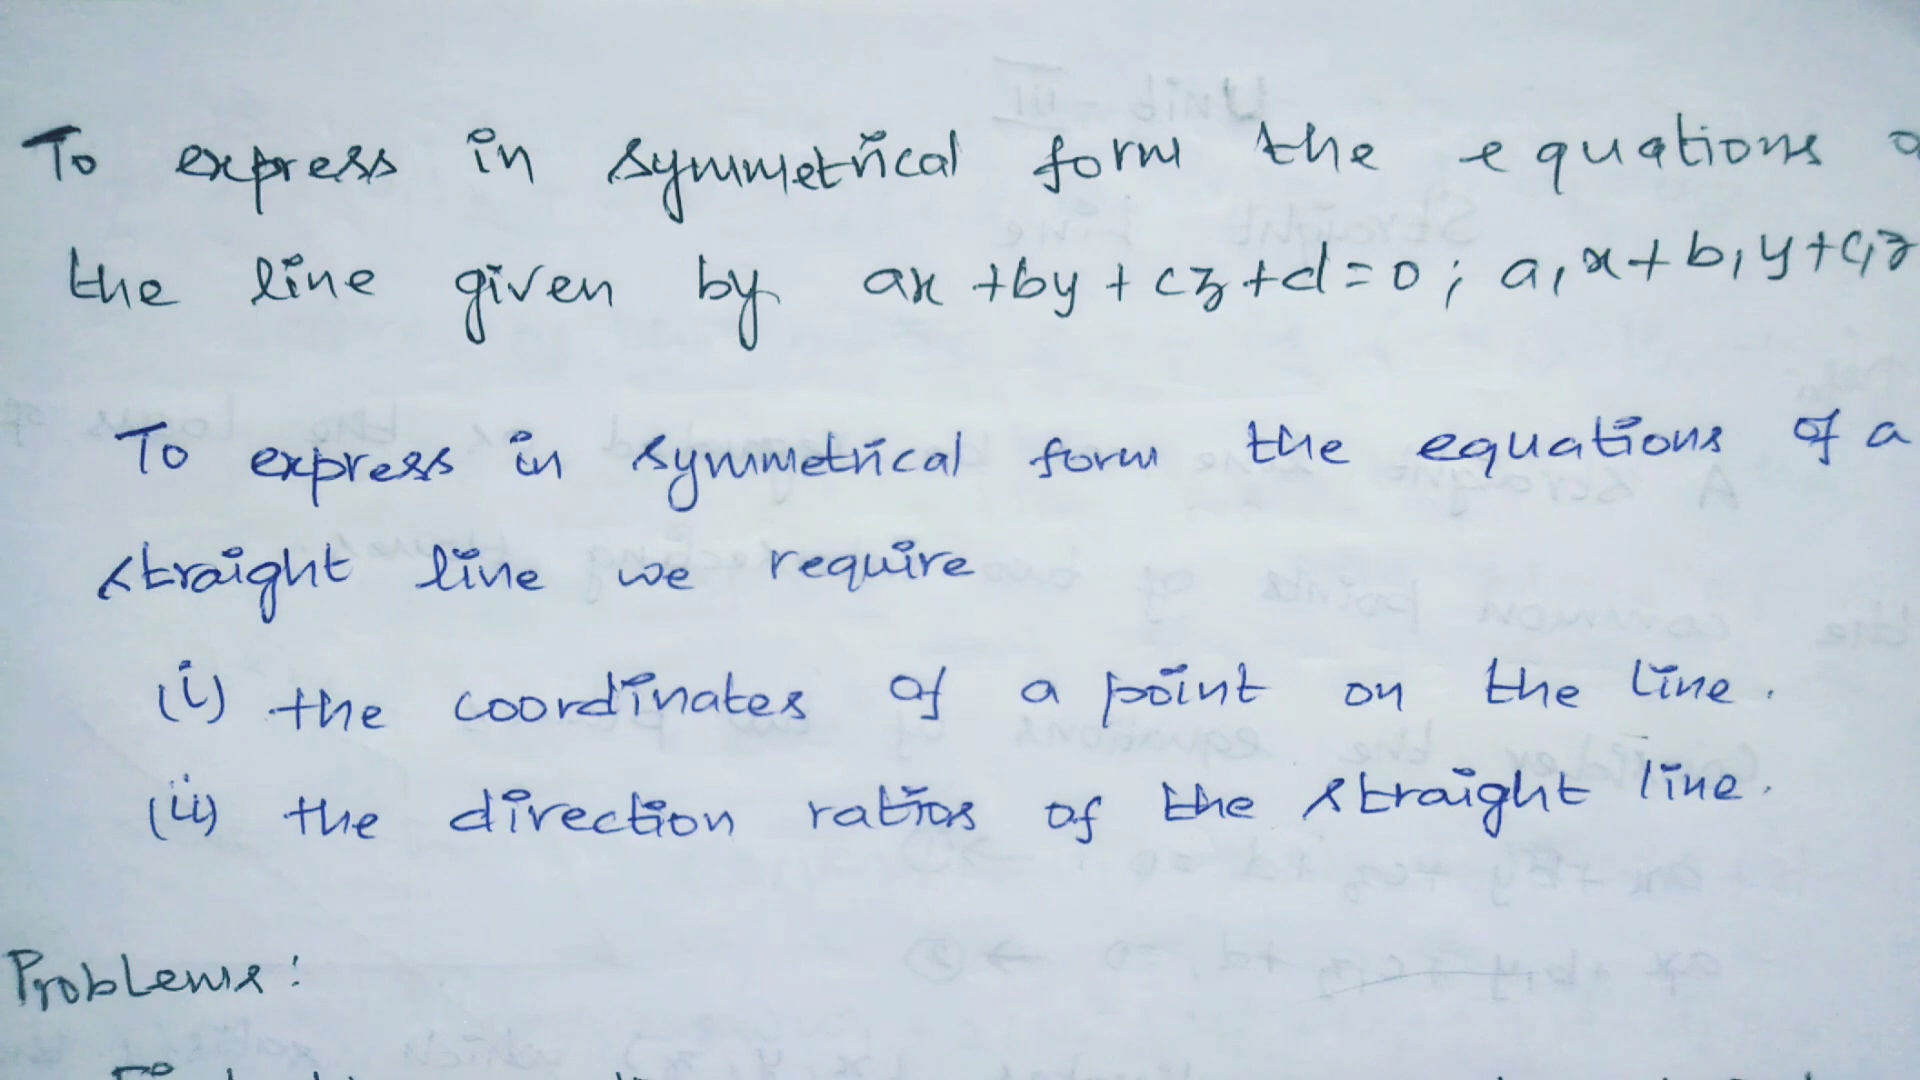 To express in symmetrical form the equations
the line given by ax + by + cz + d = 0 ; a₁x + b₁y + c₁z
To express in symmetrical form the equations of a
straight line we require
(i) the coordinates of a point on the line.
(ii) the direction ratios of the straight line.
Problems: